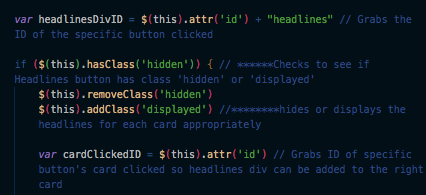 var headlinesDivID = $(this).attr('id') + "headlines" // Grabs the
ID of the specific button clicked
if ($(this).hasClass('hidden')) { // ******Checks to see if
Headlines button has class 'hidden' or 'displayed'
$(this).removeClass('hidden')
$(this).addClass('displayed') //********hides or displays the
headlines for each card appropriately
var cardClickedID = $(this).attr('id') // Grabs ID of specific
button's card clicked so headlines div can be added to the right
card